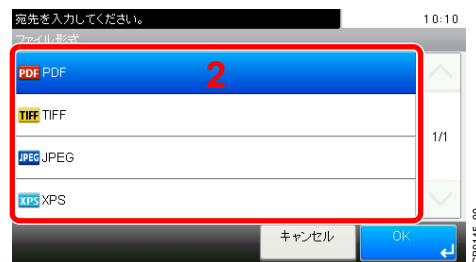 宛先を入力してください。 10:10
ファイル形式
PDF PDF
2
TIFF TIFF
1/1
JPEG JPEG
XPS XPS
キャンセル OK